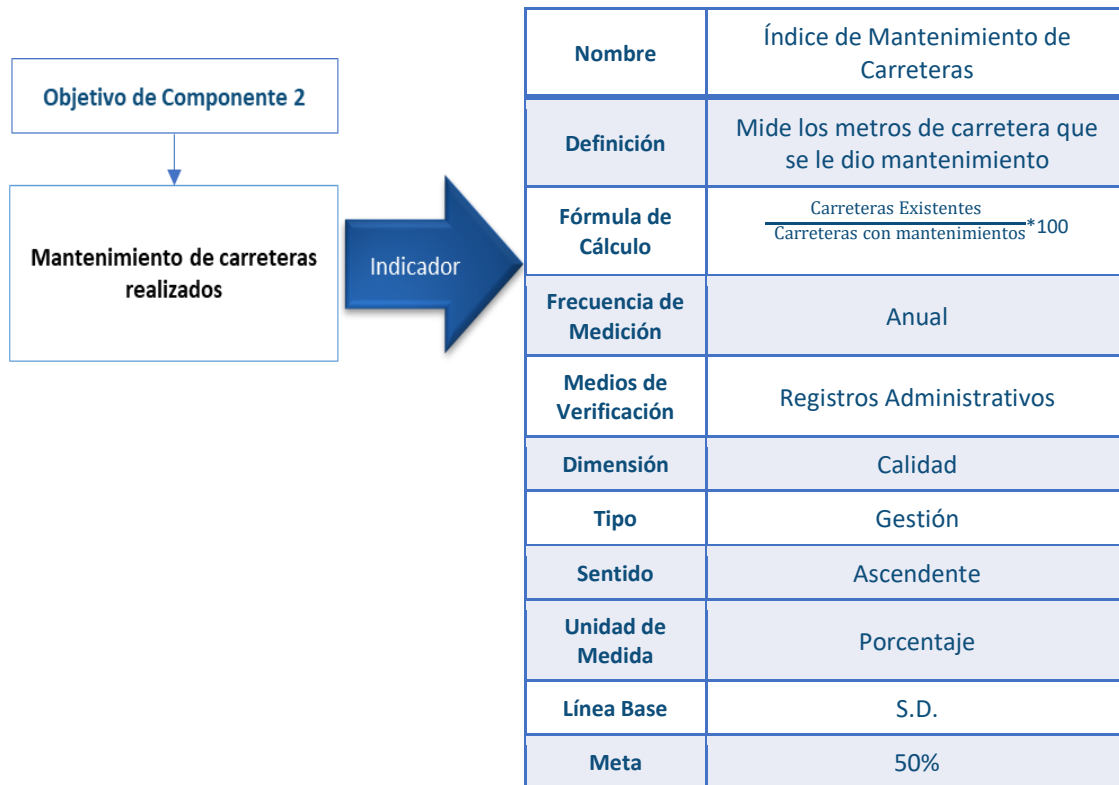 Objetivo de Componente 2
Mantenimiento de carreteras
realizados
Indicador
Nombre
Índice de Mantenimiento de
Carreteras
Definición
Mide los metros de carretera que
se le dio mantenimiento
Fórmula de
Cálculo
Carreteras Existentes
Carreteras con mantenimientos*100
Frecuencia de
Medición
Anual
Medios de
Verificación
Registros Administrativos
Dimensión
Calidad
Tipo
Gestión
Sentido
Ascendente
Unidad de
Medida
Porcentaje
Línea Base
S.D.
Meta
50%